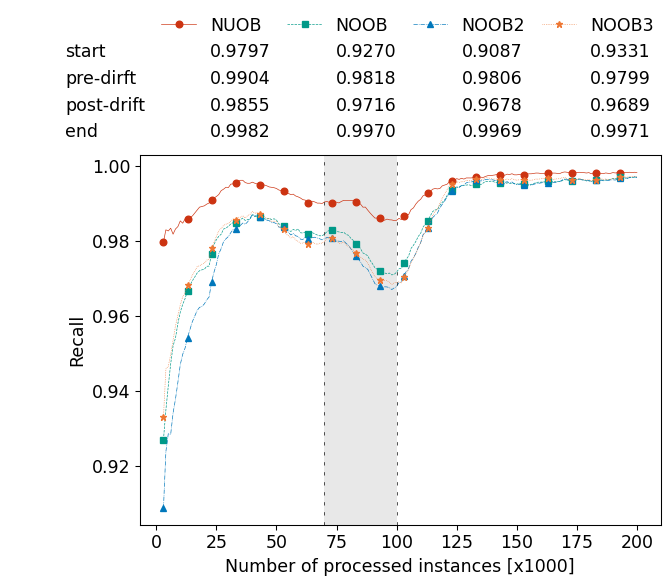 NUOB NOOB NOOB2 NOOB3
start 0.9797 0.9270 0.9087 0.9331
pre-dirft 0.9904 0.9818 0.9806 0.9799
post-drift 0.9855 0.9716 0.9678 0.9689
end 0.9982 0.9970 0.9969 0.9971
1.00
0.98
0.96
0.94
0.92
Recall
0 25 50 75 100 125 150 175 200
Number of processed instances [x1000]